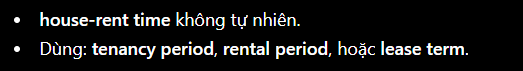 • house-rent time không tự nhiên.
• Dùng: tenancy period, rental period, hoặc lease term.